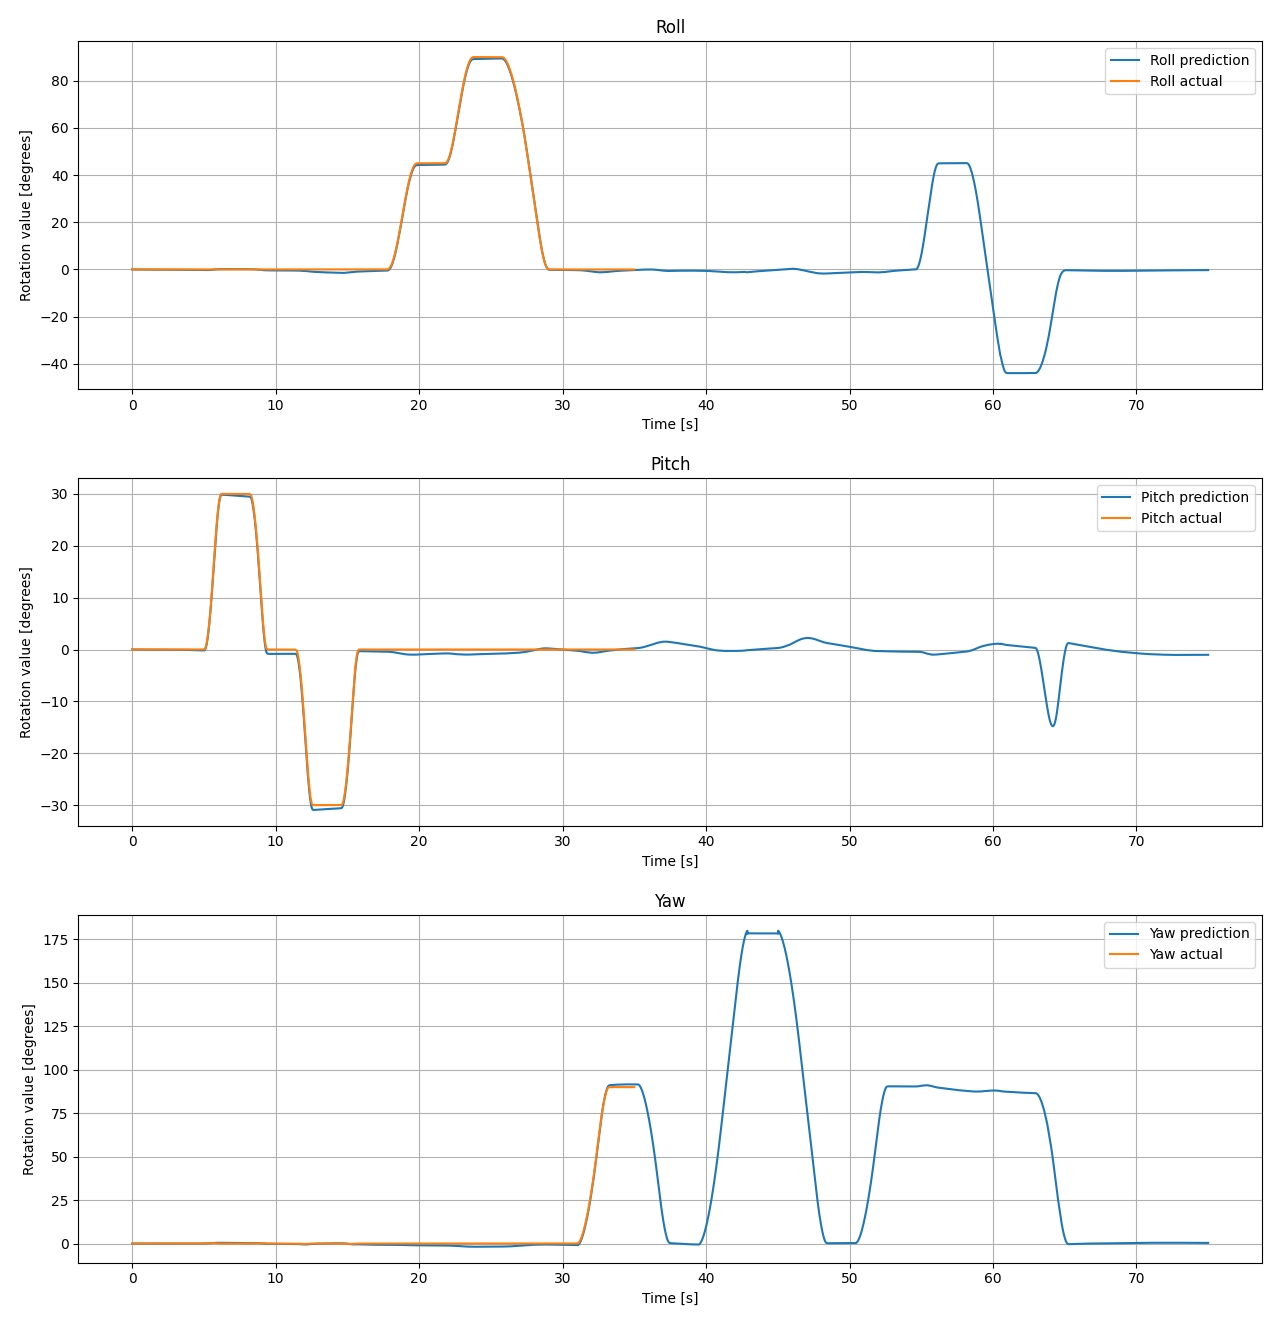 Roll
Rotation value [degrees]
80
60
40
20
0
−20
−40
Roll prediction
Roll actual
0 10 20 30 40 50 60 70
Time [s]
Pitch
Rotation value [degrees]
30
20
10
0
−10
−20
−30
Pitch prediction
Pitch actual
0 10 20 30 40 50 60 70
Time [s]
Yaw
Rotation value [degrees]
175
150
125
100
75
50
25
0
Yaw prediction
Yaw actual
0 10 20 30 40 50 60 70
Time [s]